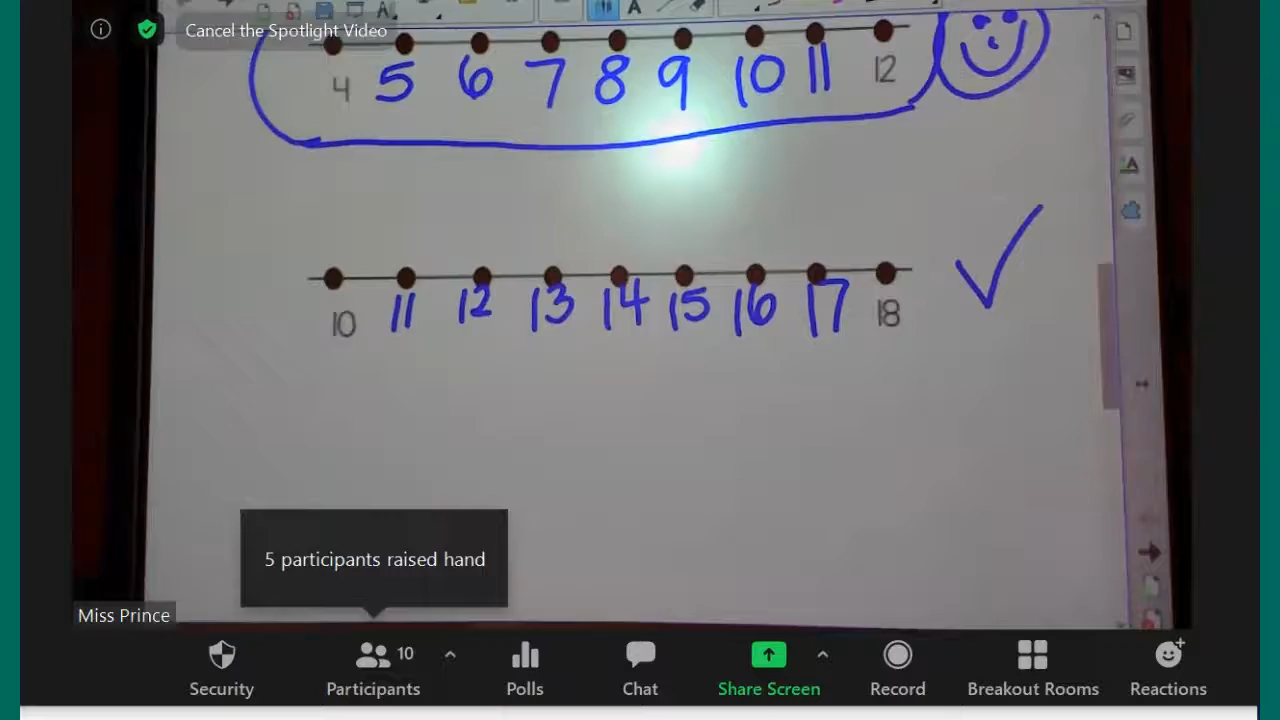 Cancel the Spotlight Video
4 5 6 7 8 9 10 11 12
10 11 12 13 14 15 16 17 18
5 participants raised hand
Miss Prince
10
Security Participants Polls Chat Share Screen Record Breakout Rooms Reactions